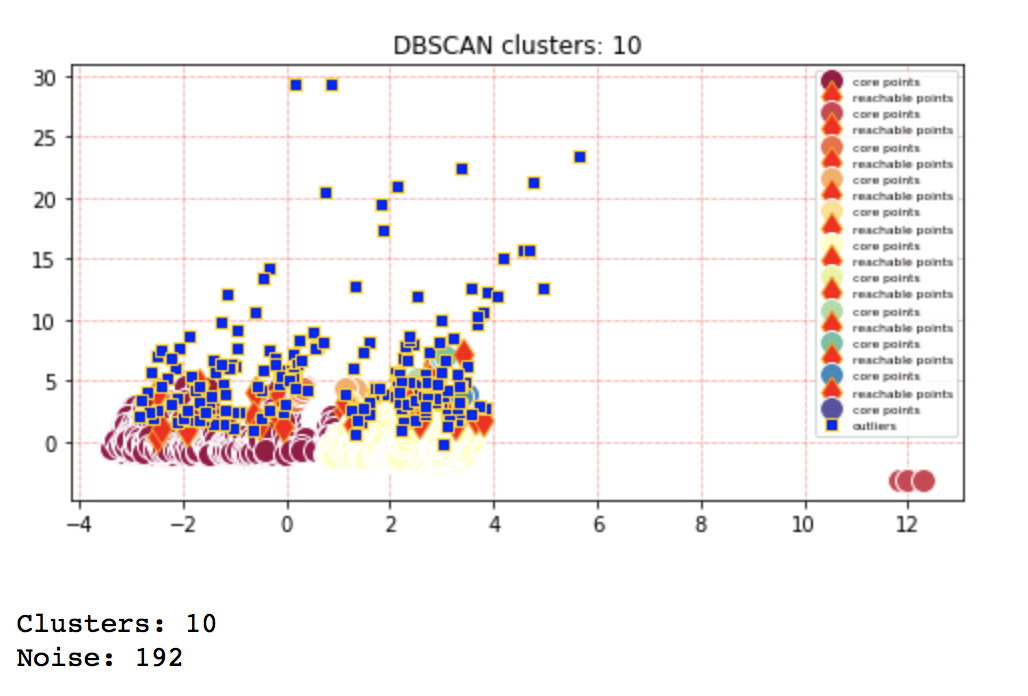 DBSCAN clusters: 10
30
25
20
15
10
5
0
−4 −2 0 2 4 6 8 10 12
core points
reachable points
core points
reachable points
core points
reachable points
core points
reachable points
core points
reachable points
core points
reachable points
core points
reachable points
core points
reachable points
core points
reachable points
core points
reachable points
core points
outliers
Clusters: 10
Noise: 192